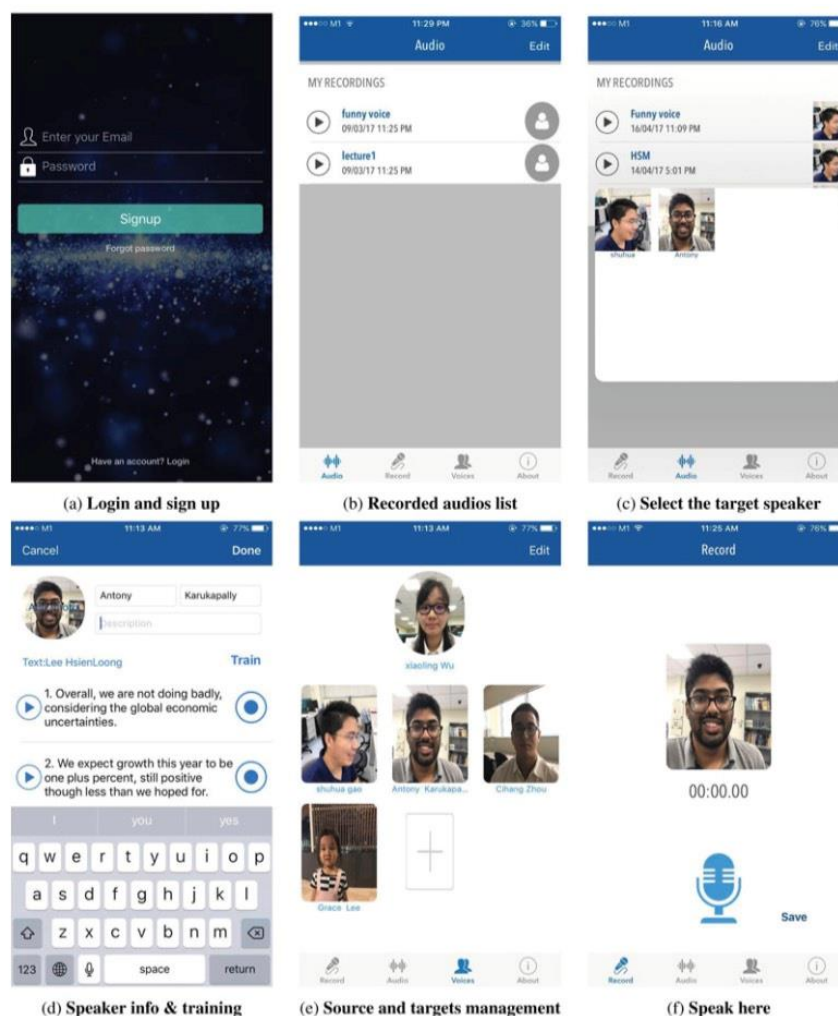 Enter your Email
Password
Signup
Forgot password
Have an account? Login
(a) Login and sign up
M1 11:29 PM 36%
Audio Edit
MY RECORDINGS
funny voice
09/03/17 11:25 PM
lecture1
09/03/17 11:25 PM
Audio Record Voices About
(b) Recorded audios list
M1 11:16 AM 76%
Audio Edit
MY RECORDINGS
Funny voice
16/04/17 11:09 PM
HSM
14/04/17 5:01 PM
shuhua Antony
Record Audio Voices About
(c) Select the target speaker
M1 11:13 AM 77%
Cancel Done
Antony Karukapally
Description
Text:Lee HsienLoong Train
1. Overall, we are not doing badly,
considering the global economic
uncertainties.
2. We expect growth this year to be
one plus percent, still positive
though less than we hoped for.
I you yes
q w e r t y u i o p
a s d f g h j k l
z x c v b n m
123 space return
(d) Speaker info & training
M1 11:13 AM 77%
Edit
xiaoling Wu
shuhua gao Antony Karukapa... Cihang Zhou
Grace Lee
Record Audio Voices About
(e) Source and targets management
M1 11:25 AM 76%
Record
00:00.00
Save
Record Audio Voices About
(f) Speak here